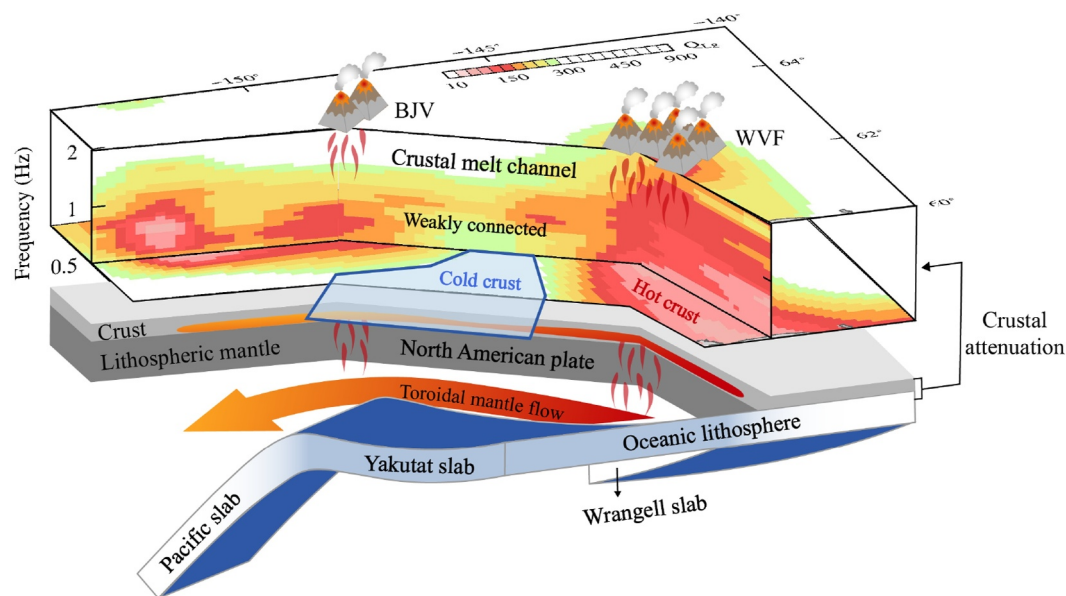 −140°
−145°
−150°
Q Lg
10 150 300 450 900
64°
62°
60°
BJV
WVF
Frequency (Hz)
2
1
0.5
Crustal melt channel
Weakly connected
Cold crust
Hot crust
Crust
Lithospheric mantle
North American plate
Crustal
attenuation
Toroidal mantle flow
Oceanic lithosphere
Yakutat slab
Wrangell slab
Pacific slab